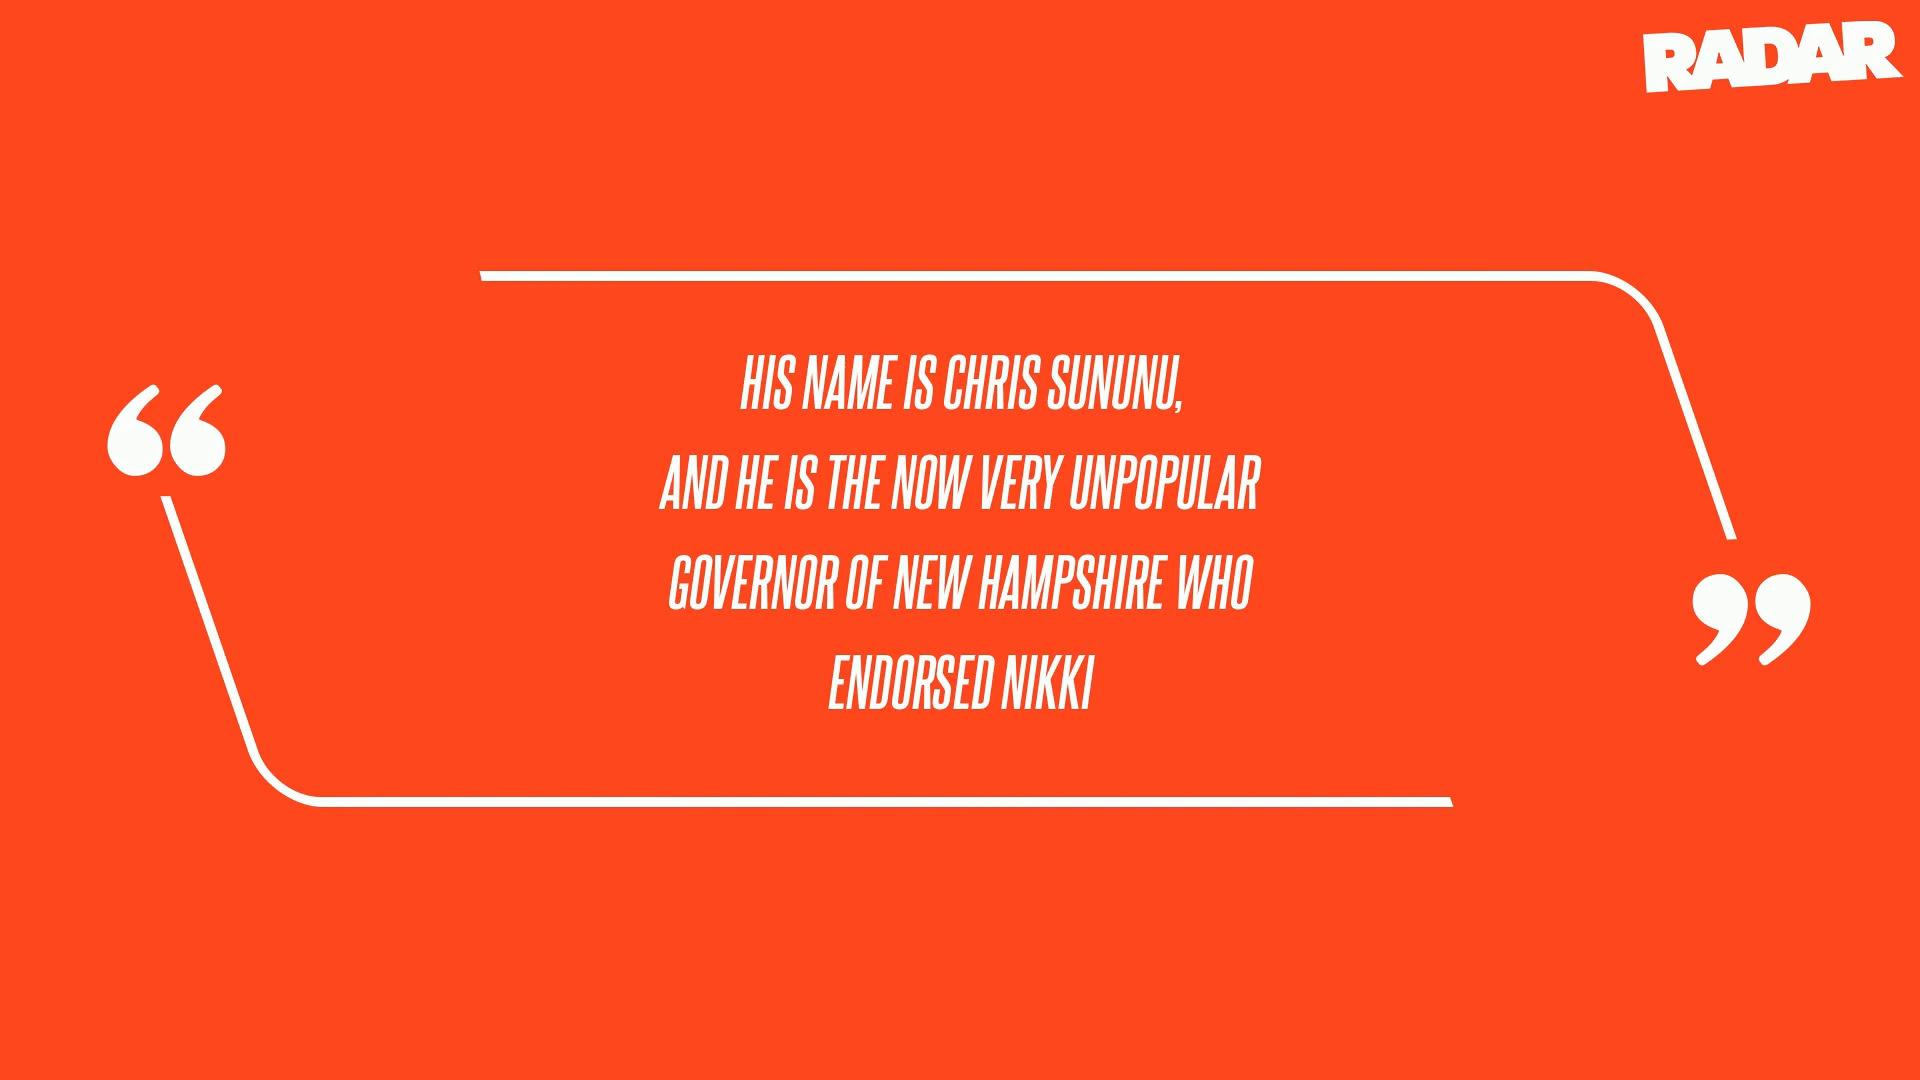 RADAR
“
HIS NAME IS CHRIS SUNUNU,
AND HE IS THE NOW VERY UNPOPULAR
GOVERNOR OF NEW HAMPSHIRE WHO
ENDORSED NIKKI
”